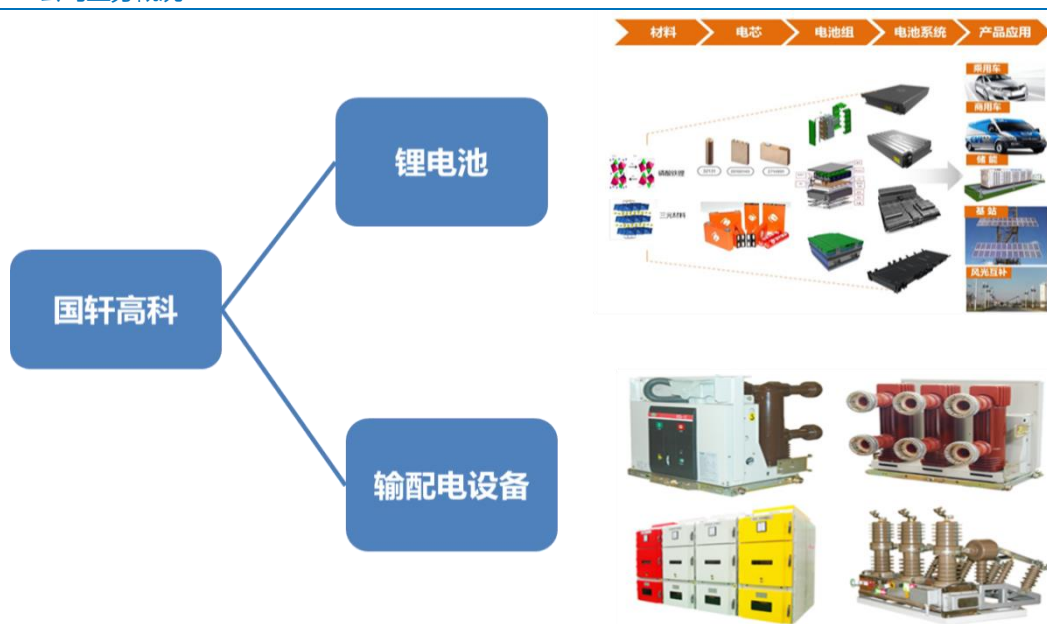 材料 电芯 电池组 电池系统 产品应用
乘用车
商用车
锂电池
储能
磷酸铁锂
三元材料
基站
风光互补
国轩高科
输配电设备